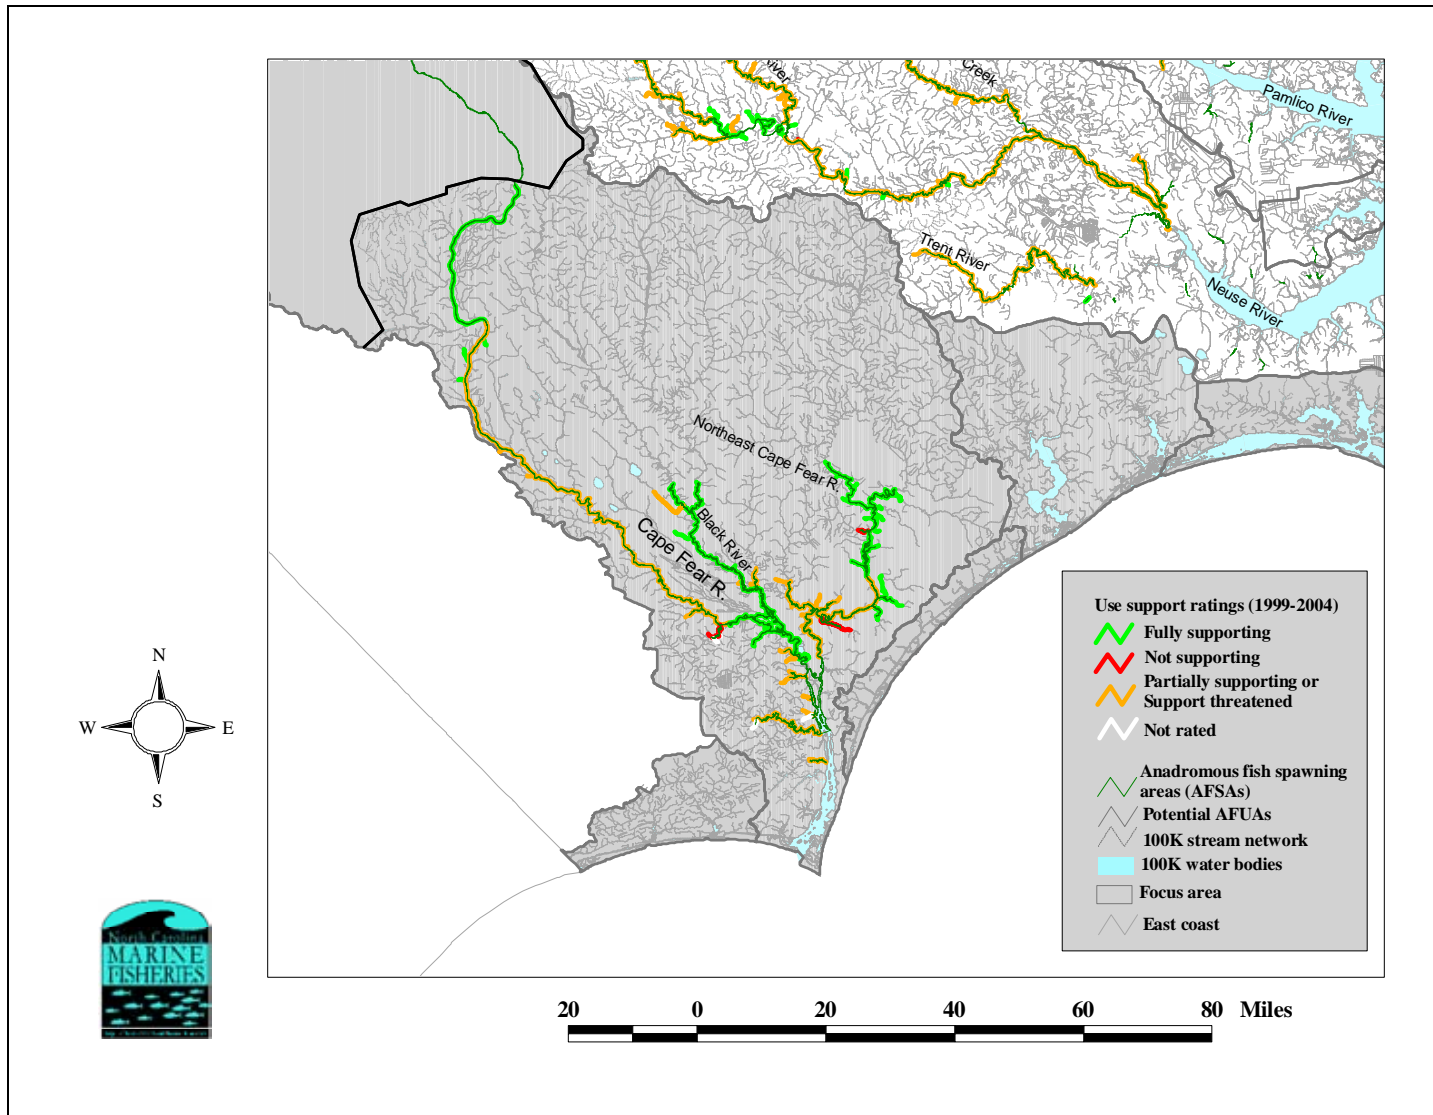 River
Creek
Pamlico River
Trent River
Neuse River
Northeast Cape Fear R.
Black River
Cape Fear R.
N
W
E
S
Use support ratings (1999-2004)
Fully supporting
Not supporting
Partially supporting or
Support threatened
Not rated
Anadromous fish spawning
areas (AFSAs)
Potential AFUAs
100K stream network
100K water bodies
Focus area
East coast
North Carolina
MARINE
FISHERIES
20 0 20 40 60 80 Miles